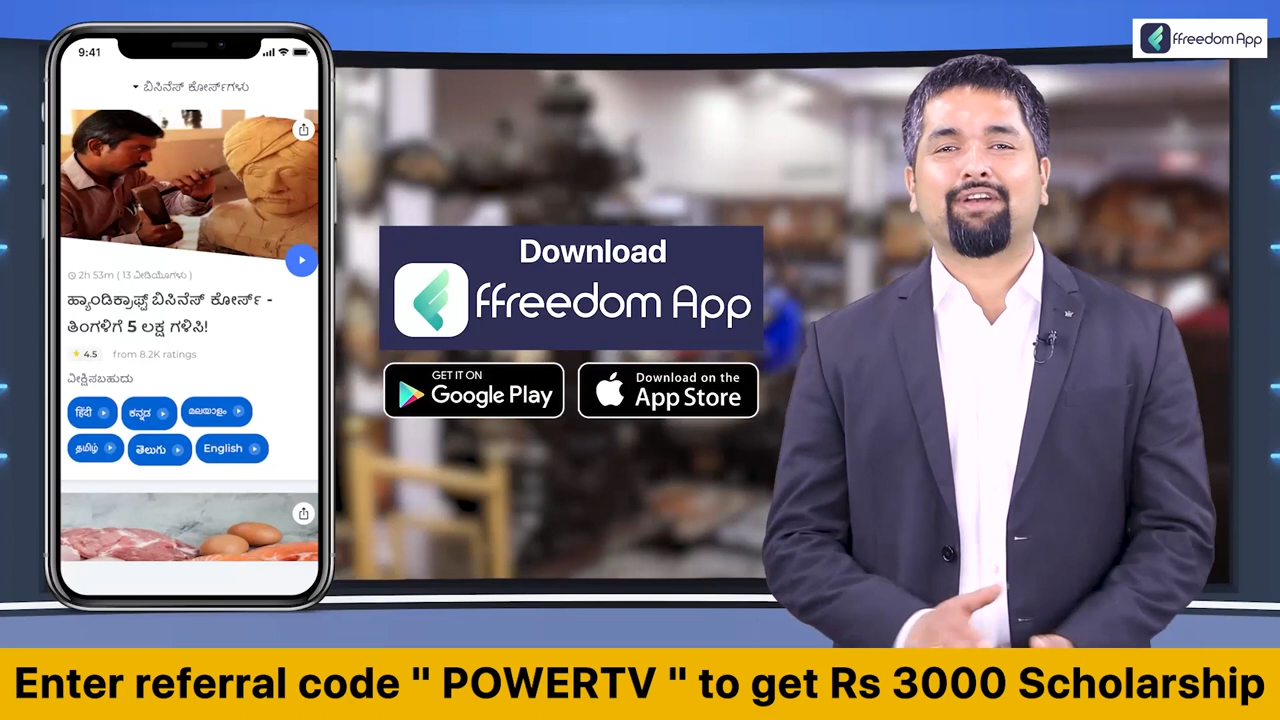 ffreedom App
9:41
ಬಿಸಿನೆಸ್ ಕೋರ್ಸ್‌ಗಳು
2h 53m ( 13 ವೀಡಿಯೊಗಳು )
ಹ್ಯಾಂಡಿಕ್ರಾಫ್ಟ್ ಬಿಸಿನೆಸ್ ಕೋರ್ಸ್ -
ತಿಂಗಳಿಗೆ 5 ಲಕ್ಷ ಗಳಿಸಿ!
4.5 from 8.2K ratings
ವೀಕ್ಷಿಸಬಹುದು
हिंदी ಕನ್ನಡ മലയാളം
தமிழ் తెలుగు English
Download
ffreedom App
GET IT ON
Google Play
Download on the
App Store
Enter referral code " POWERTV " to get Rs 3000 Scholarship